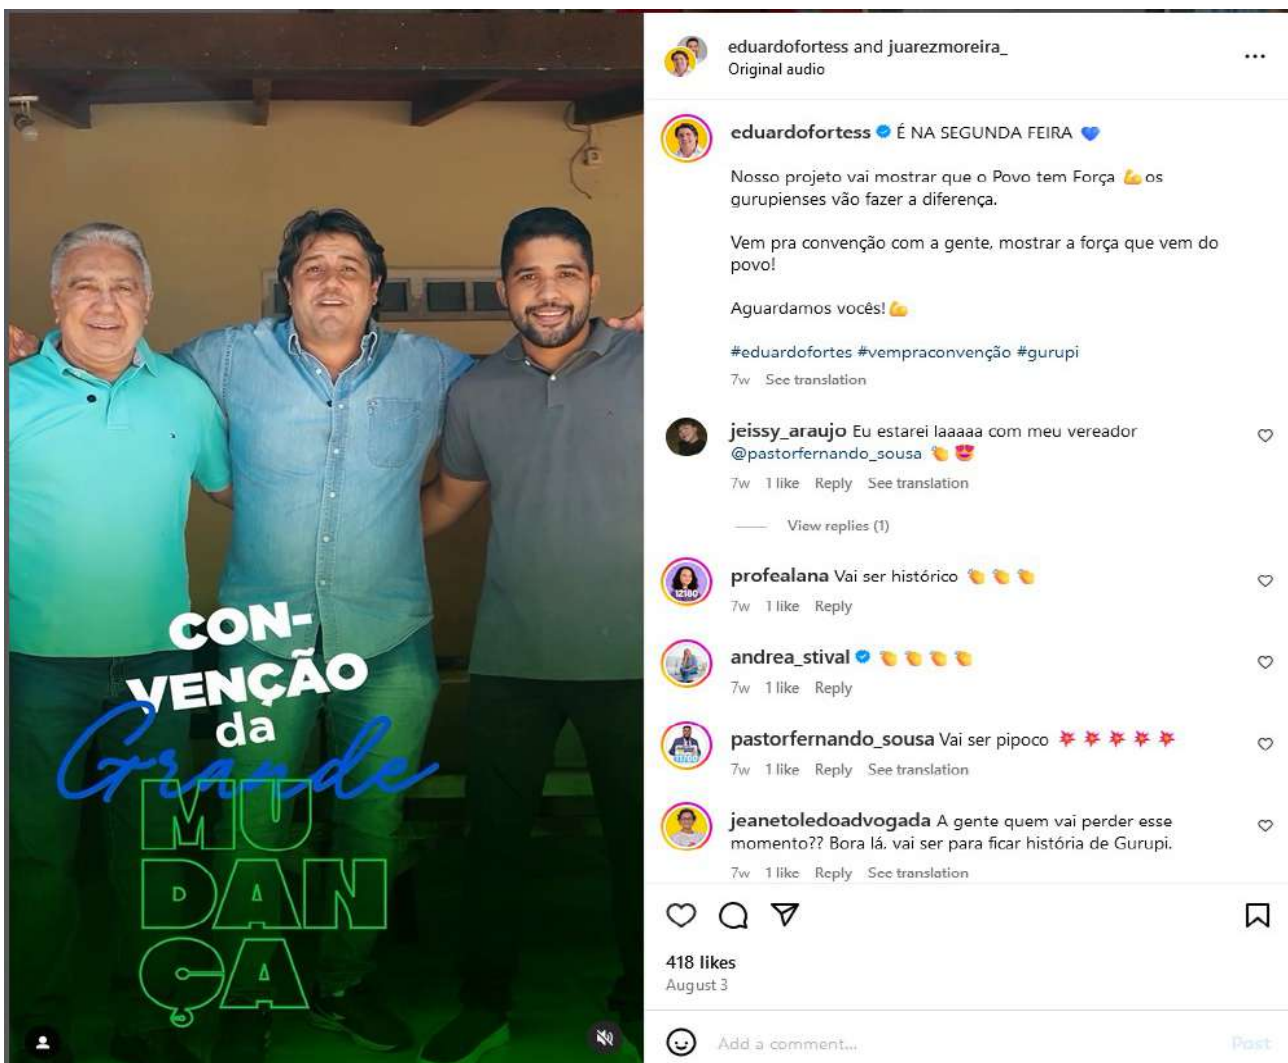 CON-
VENÇÃO
da
Grande
MU
DAN
ÇA
eduardofortess and juarezmoreira_
Original audio
eduardofortess É NA SEGUNDA FEIRA 💙
Nosso projeto vai mostrar que o Povo tem Força 💪 os
gurupienses vão fazer a diferença.
Vem pra convenção com a gente, mostrar a força que vem do
povo!
Aguardamos vocês! 💪
#eduardofortes #vempraconvenção #gurupi
7w See translation
jeissy_araujo Eu estarei laaaaa com meu vereador
@pastorfernando_sousa 👏 😍
7w 1 like Reply See translation
View replies (1)
profealana Vai ser histórico 👏 👏 👏
12180
7w 1 like Reply
andrea_stival 👏 👏 👏 👏
7w 1 like Reply
pastorfernando_sousa Vai ser pipoco 💥 💥 💥 💥 💥
7w 1 like Reply See translation
jeanetoledoadvogada A gente quem vai perder esse
momento?? Bora lá, vai ser para ficar história de Gurupi.
7w 1 like Reply See translation
418 likes
August 3
Add a comment...
Post